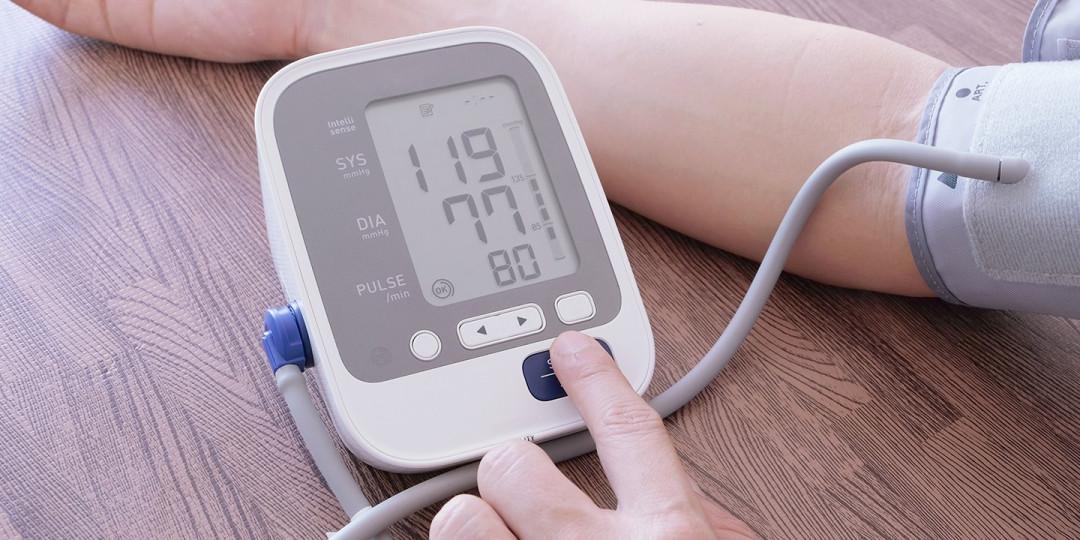 Intelli
sense
SYS
mmHg
119
135
DIA
mmHg
77
85
PULSE
/min
80
OK
ART.